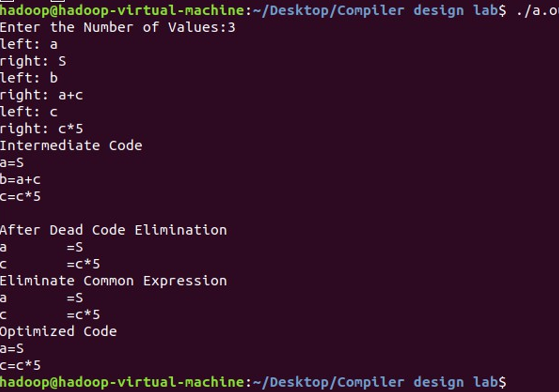 hadoop@hadoop-virtual-machine:~/Desktop/Compiler design lab$ ./a.o
Enter the Number of Values:3
left: a
right: S
left: b
right: a+c
left: c
right: c*5
Intermediate Code
a=S
b=a+c
c=c*5
After Dead Code Elimination
a       =S
c       =c*5
Eliminate Common Expression
a       =S
c       =c*5
Optimized Code
a=S
c=c*5
hadoop@hadoop-virtual-machine:~/Desktop/Compiler design lab$